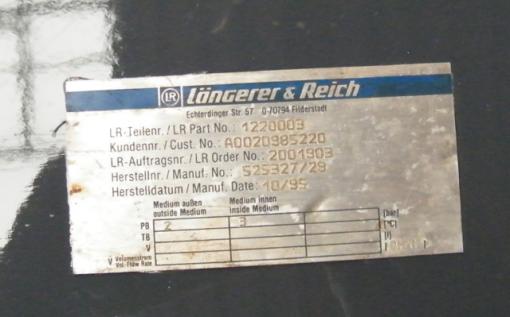 LR Längerer & Reich
Echterdinger Str. 57 D-70794 Filderstadt
LR-Teilenr. / LR Part No.: 1220003
Kundennr. / Cust. No.: A0020985220
LR-Auftragsnr. / LR Order No.: 2001903
Herstellnr. / Manuf. No.: 525327/29
Herstelldatum / Manuf. Date: 10/95
Medium außen Medium innen
outside Medium inside Medium
PB 2 3 [bar]
TB [°C]
V [l]
V Volumenstrom
Vol.-Flow Rate